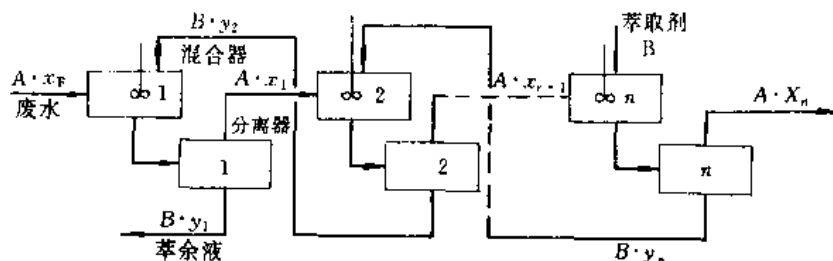 B·y₂
混合器
A·x_F
废水
1
A·x₁
分离器
1
B·y₁
萃余液
2
2
A·x_{n-1}
萃取剂
B
n
n
A·X_n
B·y_n